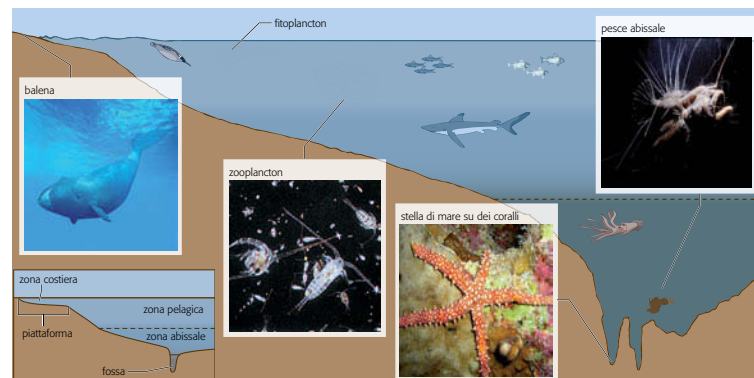 fitoplancton
pesce abissale
balena
zooplancton
stella di mare su dei coralli
zona costiera
zona pelagica
piattaforma
zona abissale
fossa